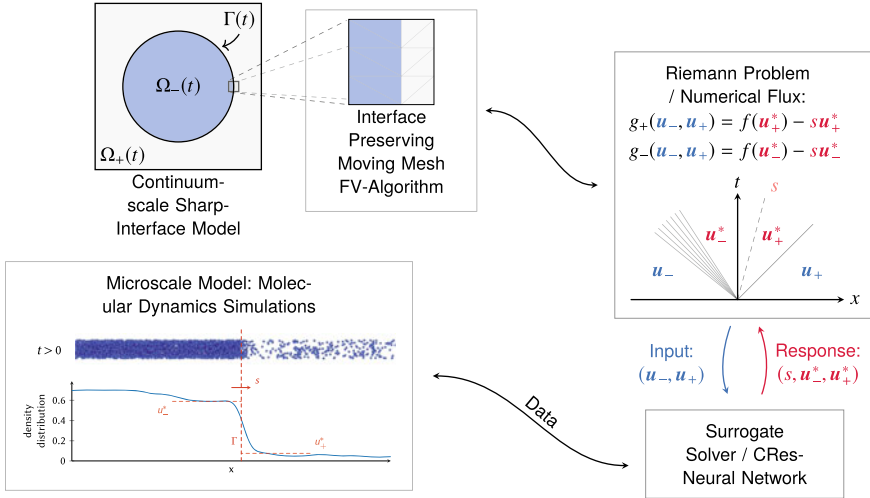 Γ(t)
Ω₋(t)
Ω₊(t)
Continuum-
scale Sharp-
Interface Model
Interface
Preserving
Moving Mesh
FV-Algorithm
Riemann Problem
/ Numerical Flux:
g₊(u₋, u₊) = f(u₊*) − su₊*
g₋(u₋, u₊) = f(u₋*) − su₋*
t
s
u₋*
u₊*
u₋
u₊
x
Microscale Model: Molec-
ular Dynamics Simulations
t > 0
s
density
distribution
0.6
0.4
0.2
0
u₋*
Γ
u₊*
x
Data
Input:
(u₋, u₊)
Response:
(s, u₋*, u₊*)
Surrogate
Solver / CRes-
Neural Network